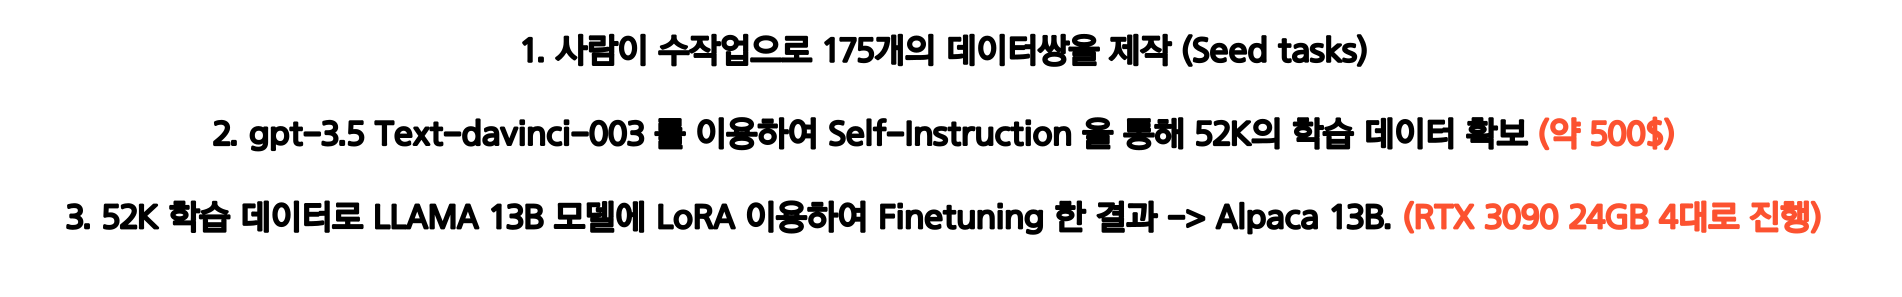 1. 사람이 수작업으로 175개의 데이터쌍을 제작 (Seed tasks)
2. gpt-3.5 Text-davinci-003 를 이용하여 Self-Instruction 을 통해 52K의 학습 데이터 확보 (약 500$)
3. 52K 학습 데이터로 LLAMA 13B 모델에 LoRA 이용하여 Finetuning 한 결과 -> Alpaca 13B. (RTX 3090 24GB 4대로 진행)